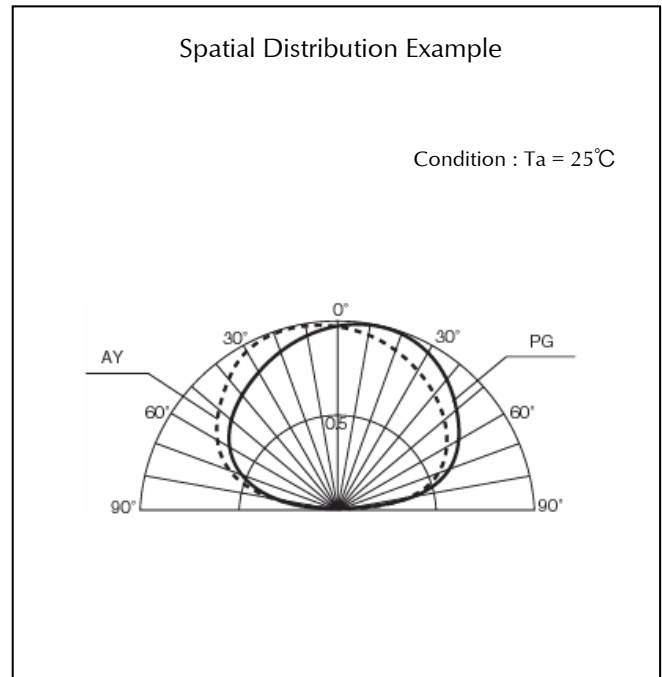 Spatial Distribution Example
Condition : Ta = 25℃
0°
30° 30°
AY PG
60° 60°
0.5
90° 90°